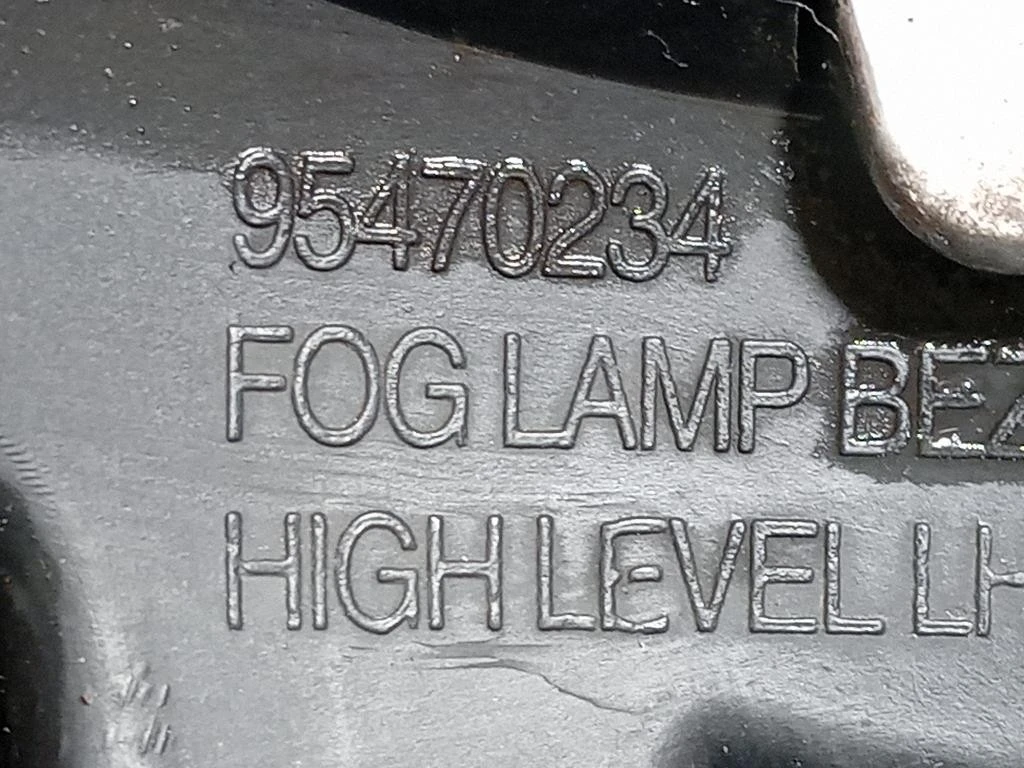 95470234
FOG LAMP BEZ
HIGH LEVEL LH